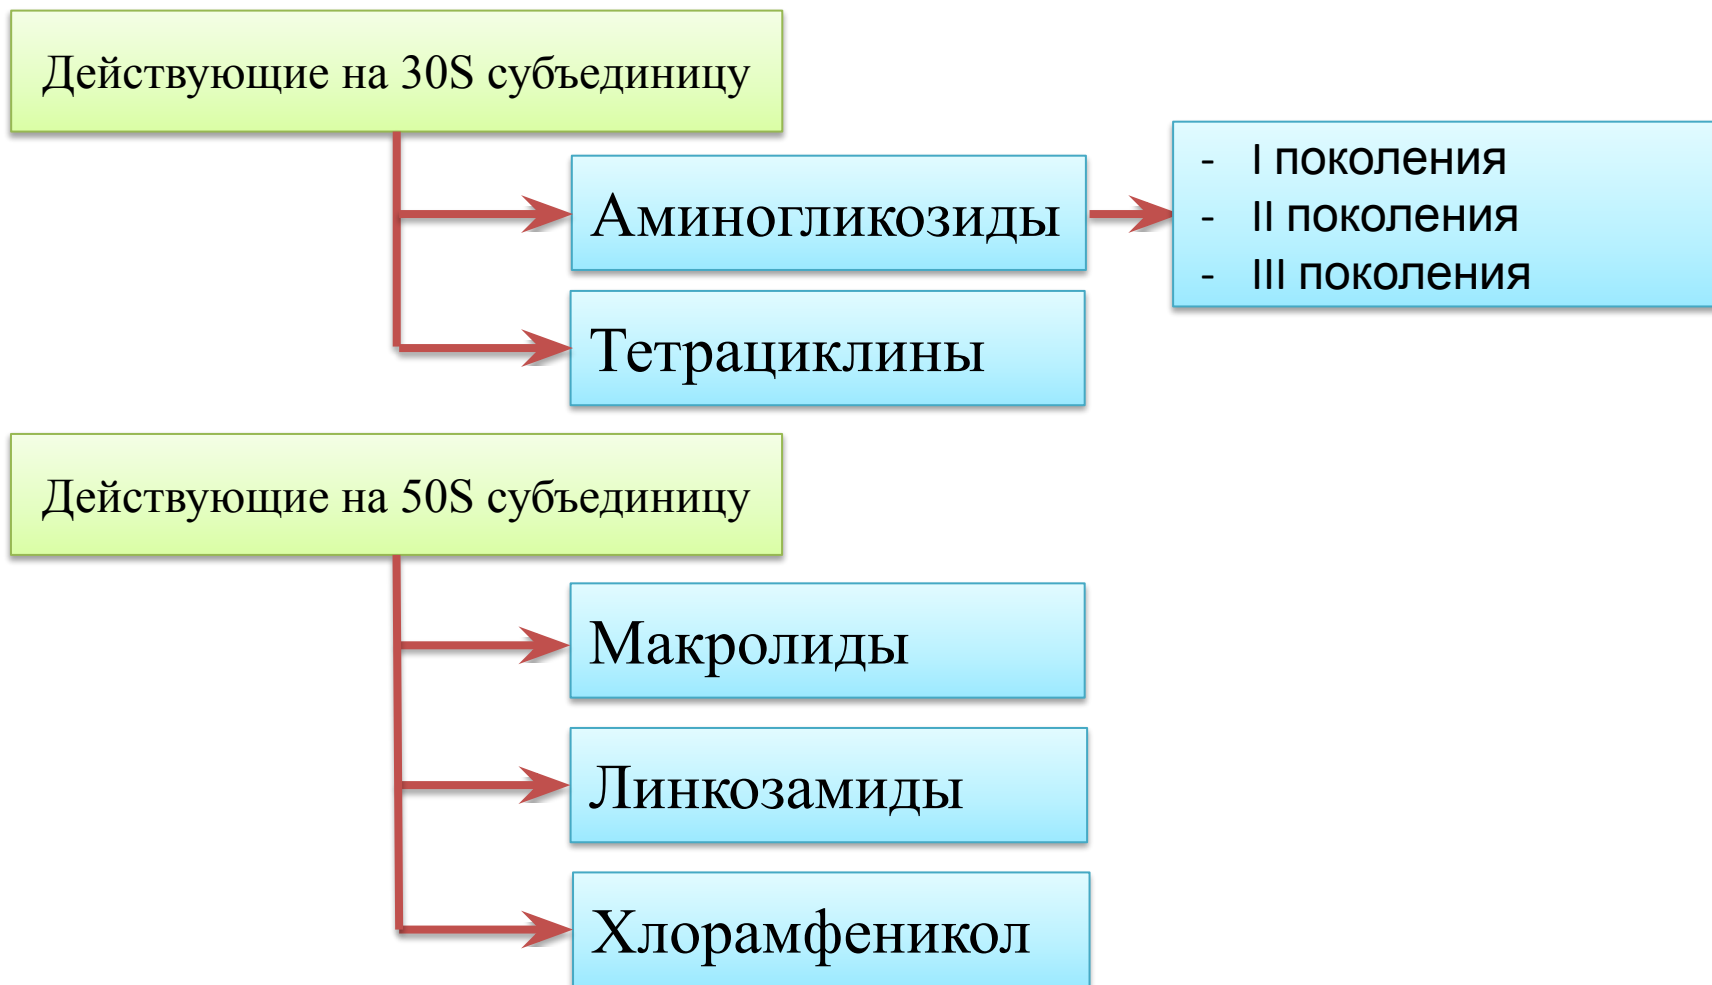 Действующие на 30S субъединицу
Аминогликозиды
- I поколения
- II поколения
- III поколения
Тетрациклины
Действующие на 50S субъединицу
Макролиды
Линкозамиды
Хлорамфеникол